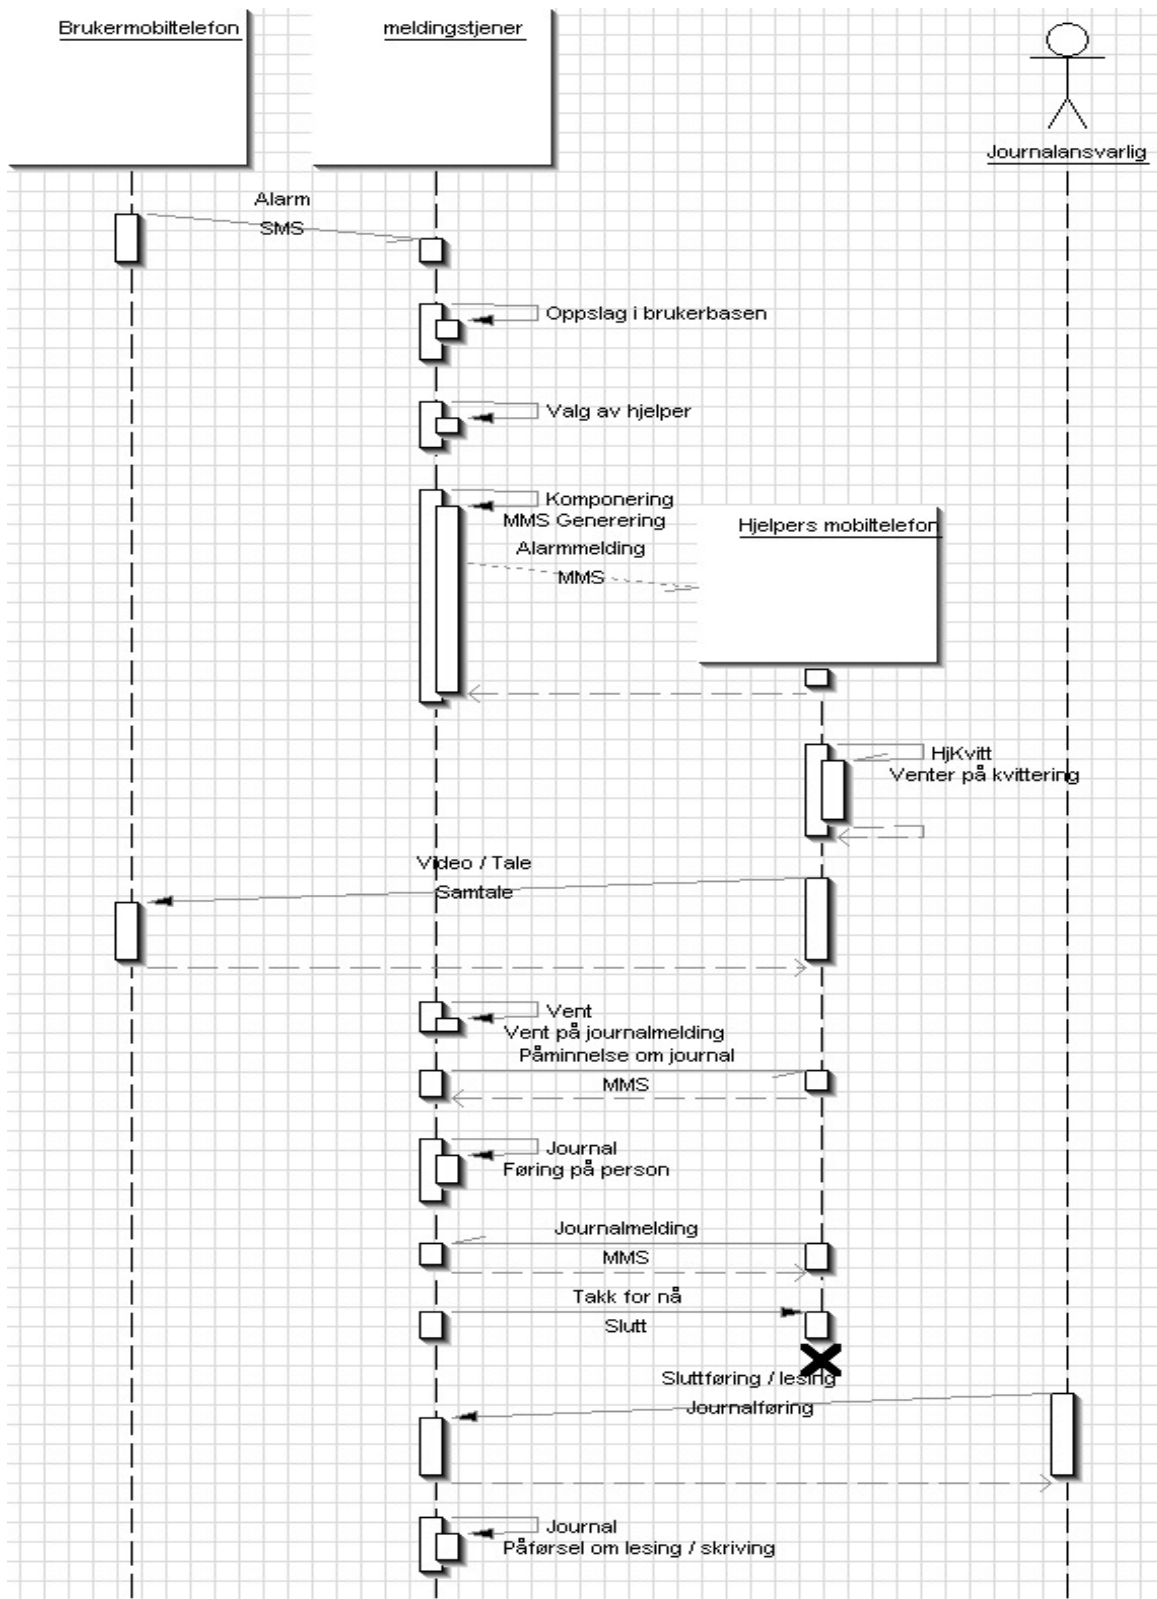 Brukermobiltelefon
meldingstjener
Journalansvarlig
Alarm
SMS
Oppslag i brukerbasen
Valg av hjelper
Komponering
MMS Generering
Hjelpers mobiltelefon
Alarmmelding
MMS
HjKvitt
Venter på kvittering
Video / Tale
Samtale
Vent
Vent på journalmelding
Påminnelse om journal
MMS
Journal
Føring på person
Journalmelding
MMS
Takk for nå
Slutt
Sluttføring / lesing
Journalføring
Journal
Påførsel om lesing / skriving